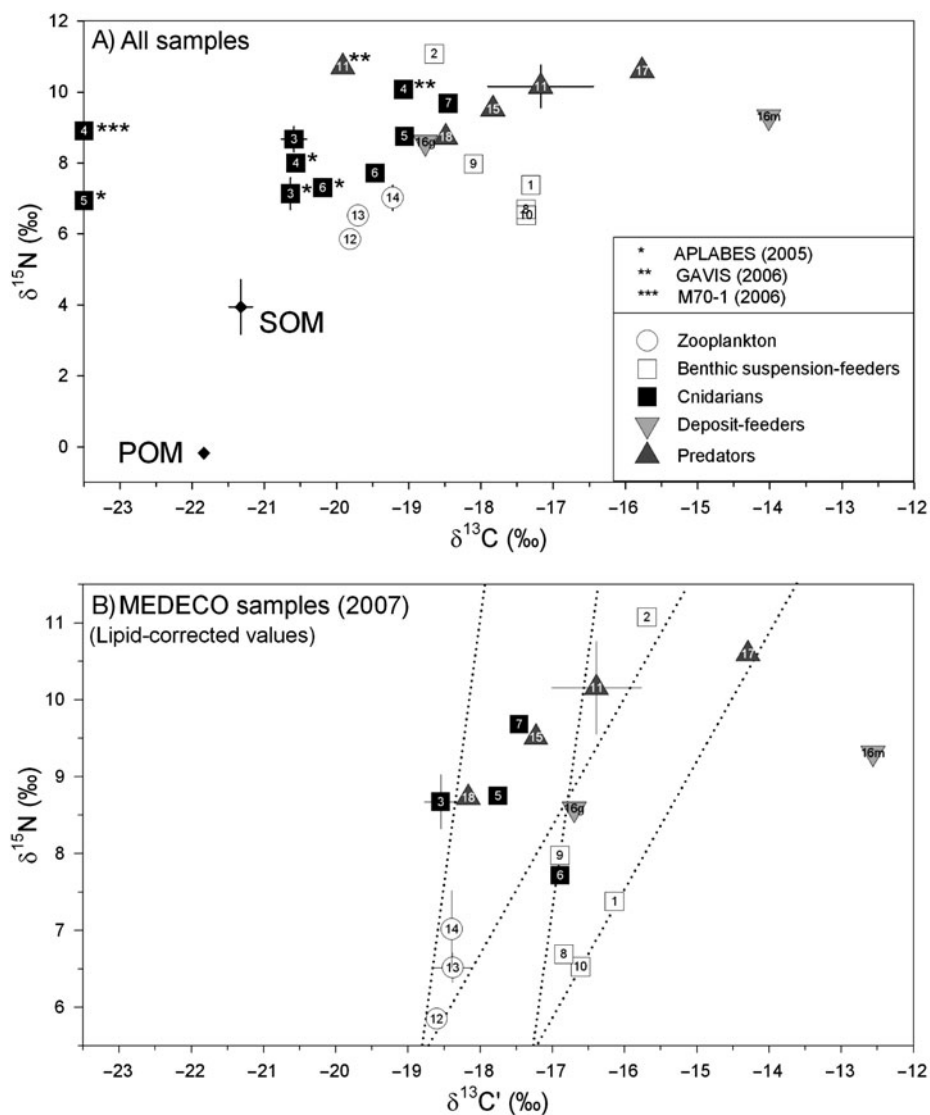 A) All samples
12
10
8
6
4
2
0
δ15N (‰)
2
11 **
17
4 **
11
7
15
16m
4 ***
5
18
16g
3
4 *
9
6
1
3 *
6 *
14
5 *
8
13
10
12
SOM
POM
* APLABES (2005)
** GAVIS (2006)
*** M70-1 (2006)
Zooplankton
Benthic suspension-feeders
Cnidarians
Deposit-feeders
Predators
−23 −22 −21 −20 −19 −18 −17 −16 −15 −14 −13 −12
δ13C (‰)
B) MEDECO samples (2007)
(Lipid-corrected values)
11
10
9
8
7
6
δ15N (‰)
2
17
11
7
15
16m
3
18
5
16g
9
6
1
14
8
13
10
12
−23 −22 −21 −20 −19 −18 −17 −16 −15 −14 −13 −12
δ13C' (‰)